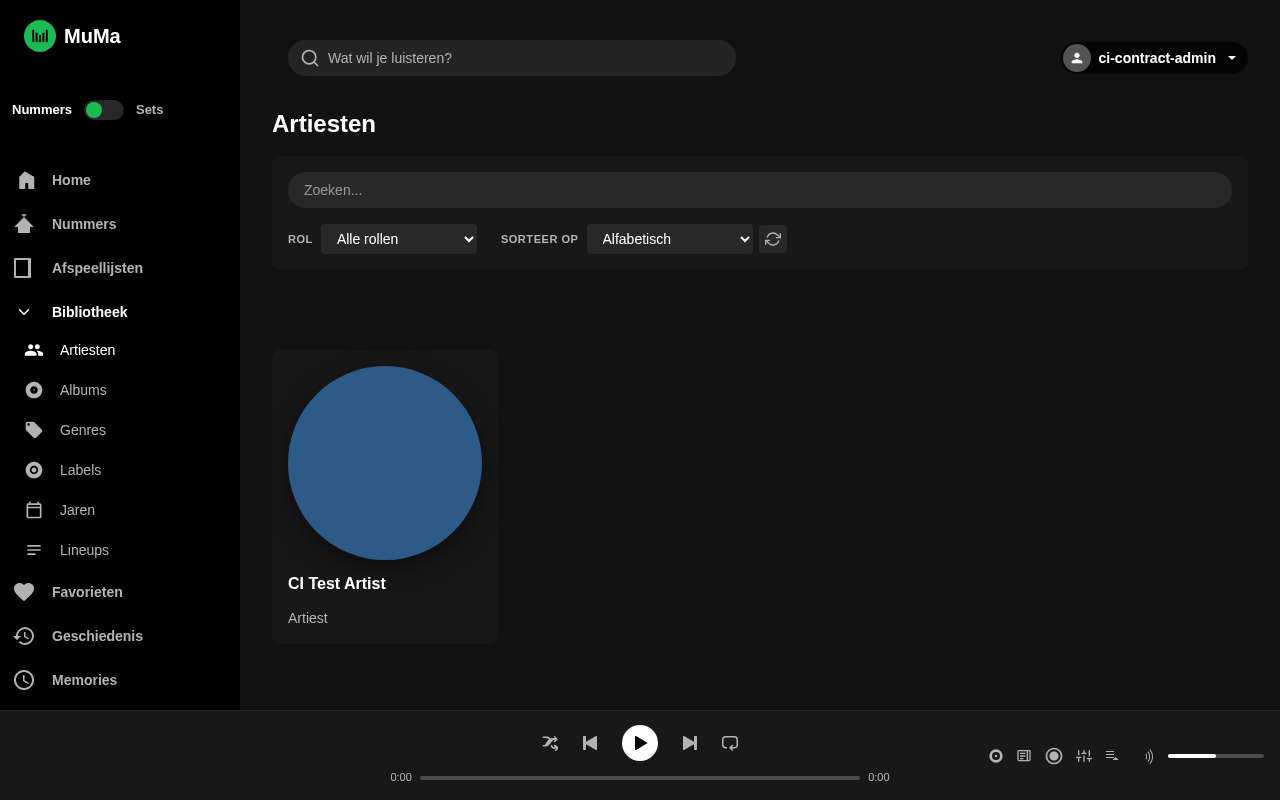 MuMa
Nummers Sets
Home
Nummers
Afspeellijsten
Bibliotheek
Artiesten
Albums
Genres
Labels
Jaren
Lineups
Favorieten
Geschiedenis
Memories
Wat wil je luisteren?
ci-contract-admin
Artiesten
Zoeken...
ROL Alle rollen SORTEER OP Alfabetisch
CI Test Artist
Artiest
0:00 0:00